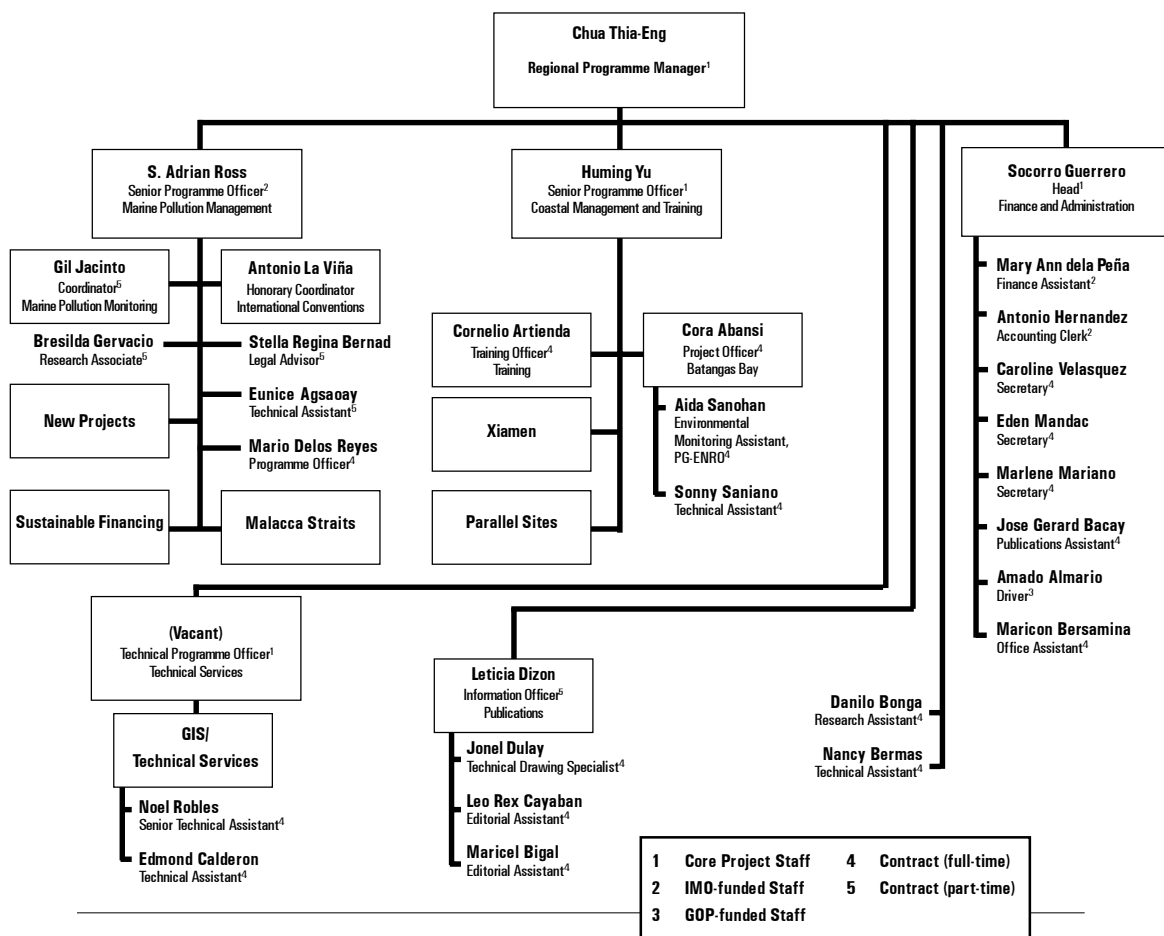 Chua Thia-Eng
Regional Programme Manager¹
S. Adrian Ross
Senior Programme Officer²
Marine Pollution Management
Huming Yu
Senior Programme Officer¹
Coastal Management and Training
Socorro Guerrero
Head¹
Finance and Administration
Gil Jacinto
Coordinator⁵
Marine Pollution Monitoring
Antonio La Viña
Honorary Coordinator
International Conventions
Bresilda Gervacio
Research Associate⁵
Stella Regina Bernad
Legal Advisor⁵
Eunice Agsaoay
Technical Assistant⁵
New Projects
Mario Delos Reyes
Programme Officer⁴
Sustainable Financing
Malacca Straits
Cornelio Artienda
Training Officer⁴
Training
Cora Abansi
Project Officer⁴
Batangas Bay
Aida Sanohan
Environmental
Monitoring Assistant,
PG-ENRO⁴
Sonny Saniano
Technical Assistant⁴
Xiamen
Parallel Sites
Mary Ann dela Peña
Finance Assistant²
Antonio Hernandez
Accounting Clerk²
Caroline Velasquez
Secretary⁴
Eden Mandac
Secretary⁴
Marlene Mariano
Secretary⁴
Jose Gerard Bacay
Publications Assistant⁴
Amado Almario
Driver³
Maricon Bersamina
Office Assistant⁴
(Vacant)
Technical Programme Officer¹
Technical Services
GIS/
Technical Services
Noel Robles
Senior Technical Assistant⁴
Edmond Calderon
Technical Assistant⁴
Leticia Dizon
Information Officer⁵
Publications
Jonel Dulay
Technical Drawing Specialist⁴
Leo Rex Cayaban
Editorial Assistant⁴
Maricel Bigal
Editorial Assistant⁴
Danilo Bonga
Research Assistant⁴
Nancy Bermas
Technical Assistant⁴
1 Core Project Staff 4 Contract (full-time)
2 IMO-funded Staff 5 Contract (part-time)
3 GOP-funded Staff